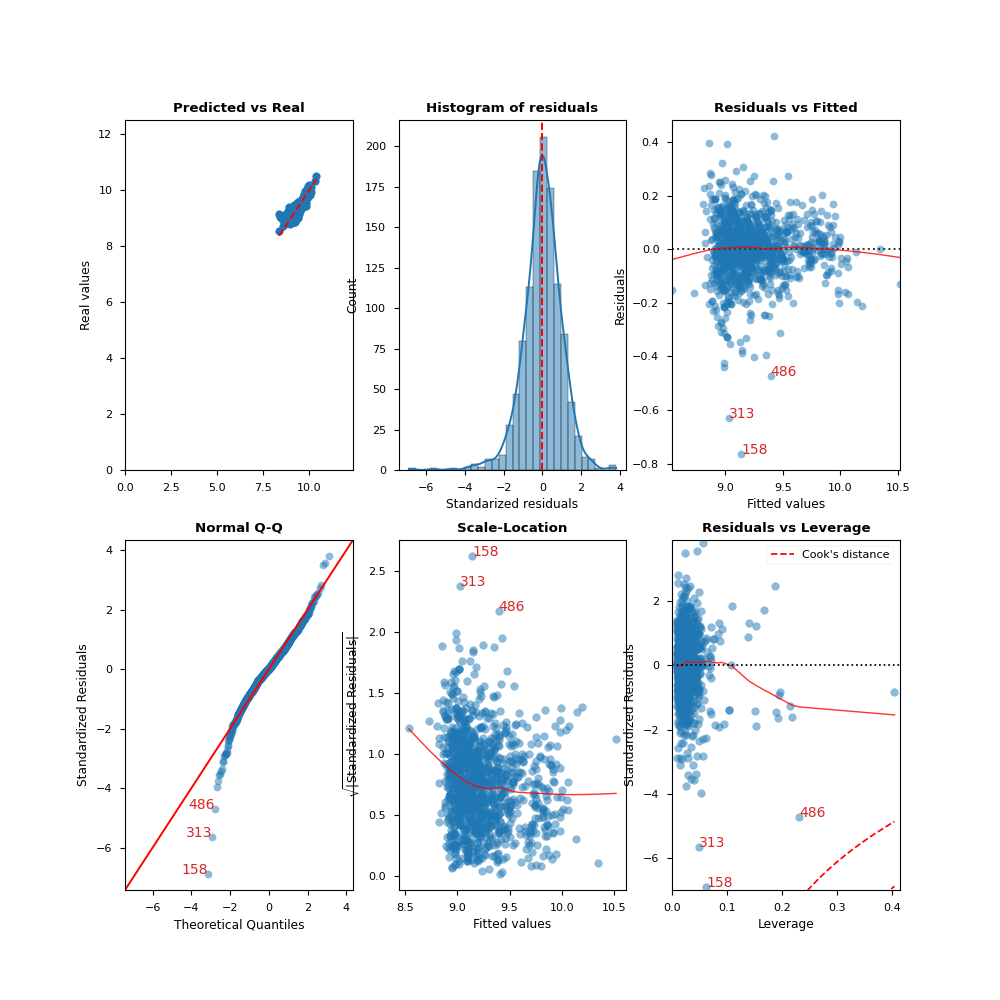 Predicted vs Real
Real values
12
10
8
6
4
2
0
0.0 2.5 5.0 7.5 10.0
Histogram of residuals
Count
200
175
150
125
100
75
50
25
0
−6 −4 −2 0 2 4
Standarized residuals
Residuals vs Fitted
Residuals
0.4
0.2
0.0
−0.2
−0.4
−0.6
−0.8
486
313
158
9.0 9.5 10.0 10.5
Fitted values
Normal Q-Q
Standardized Residuals
4
2
0
−2
−4
−6
486
313
158
−6 −4 −2 0 2 4
Theoretical Quantiles
Scale-Location
√|Standardized Residuals|
2.5
2.0
1.5
1.0
0.5
0.0
158
313
486
8.5 9.0 9.5 10.0 10.5
Fitted values
Residuals vs Leverage
Standardized Residuals
Cook's distance
2
0
−2
−4
−6
486
313
158
0.0 0.1 0.2 0.3 0.4
Leverage